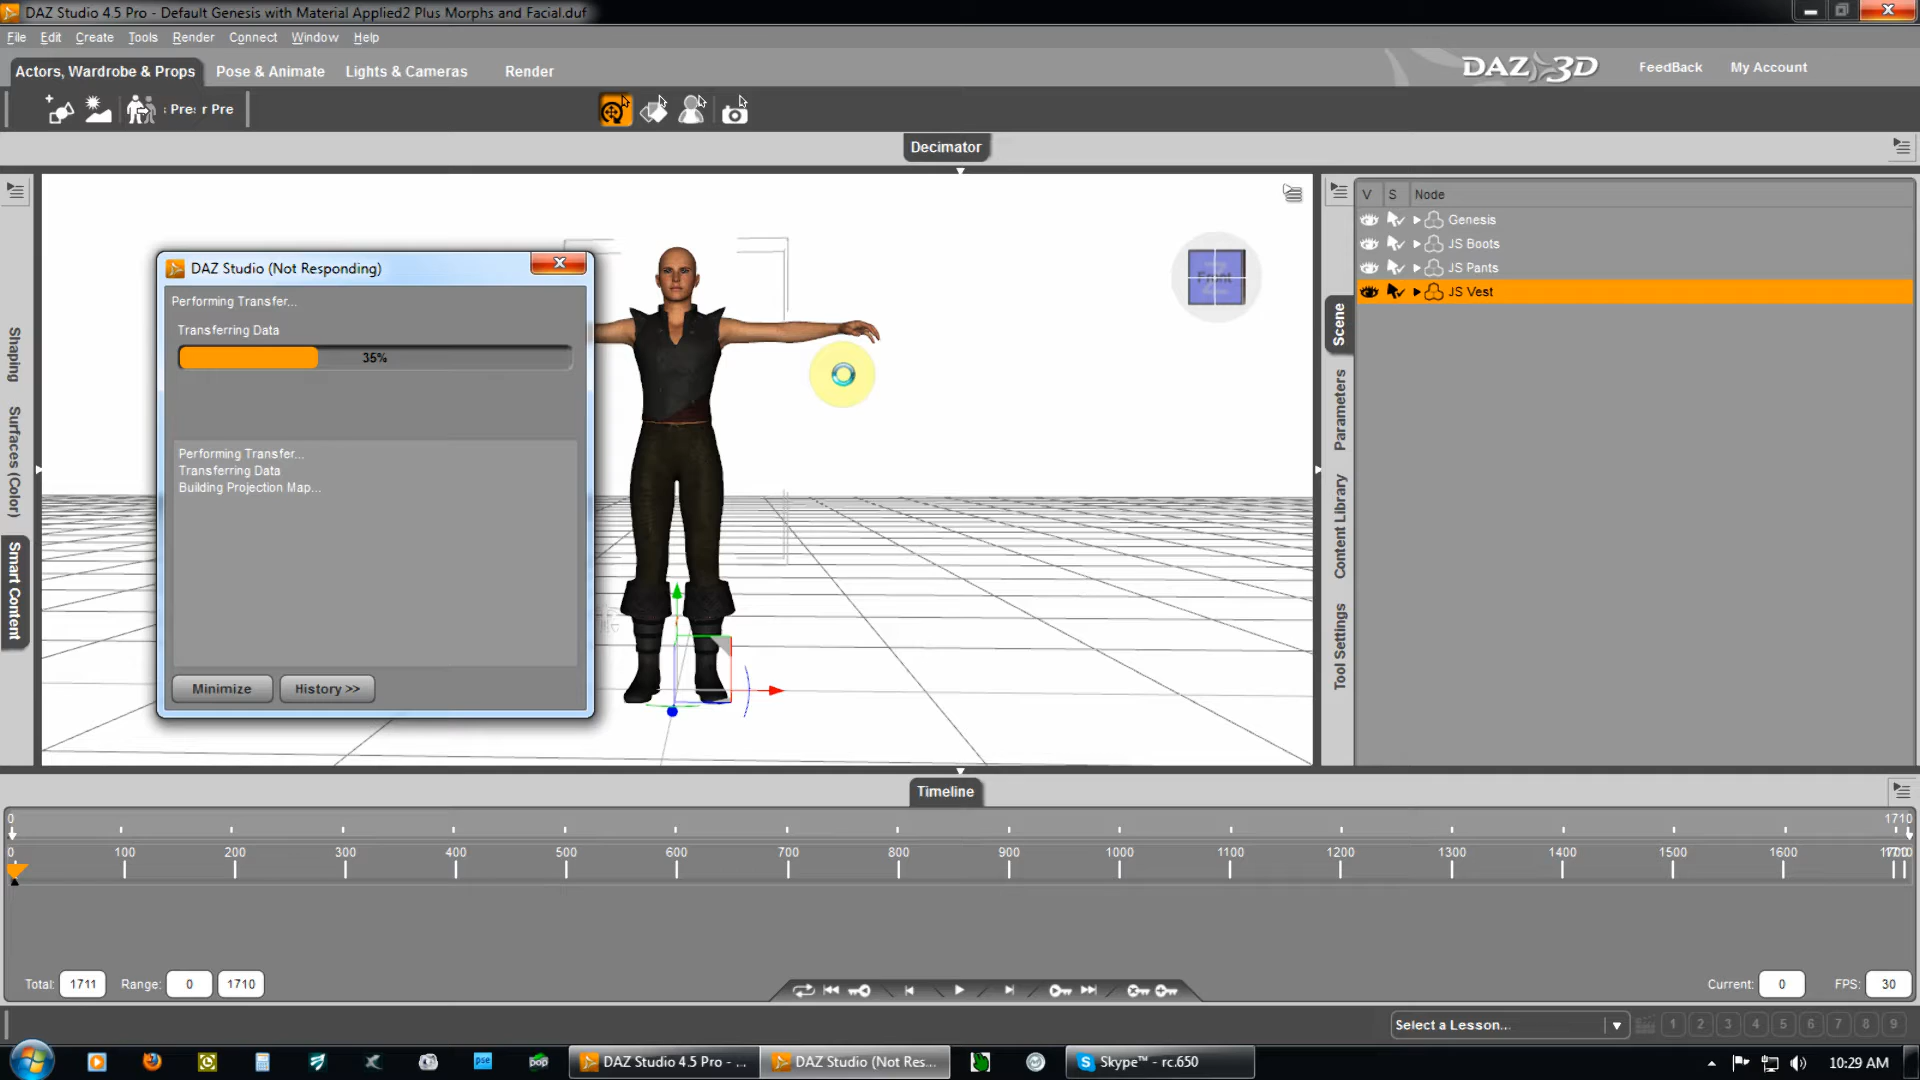 DAZ Studio 4.5 Pro - Default Genesis with Material Applied2 Plus Morphs and Facial.duf
File Edit Create Tools Render Connect Window Help
Actors, Wardrobe & Props Pose & Animate Lights & Cameras Render
DAZ 3D FeedBack My Account
: Pre: r Pre
Decimator
Shaping
Surfaces (Color)
Smart Content
DAZ Studio (Not Responding)
Performing Transfer...
Transferring Data
35%
Performing Transfer...
Transferring Data
Building Projection Map...
Minimize History >>
Front
Scene
Parameters
Content Library
Tool Settings
V S Node
Genesis
JS Boots
JS Pants
JS Vest
Timeline
0 1710
0 100 200 300 400 500 600 700 800 900 1000 1100 1200 1300 1400 1500 1600 1710
Total: 1711 Range: 0 1710 Current: 0 FPS: 30
Select a Lesson... 1 2 3 4 5 6 7 8 9
pse pop DAZ Studio 4.5 Pro - ... DAZ Studio (Not Res... Skype™ - rc.650 10:29 AM